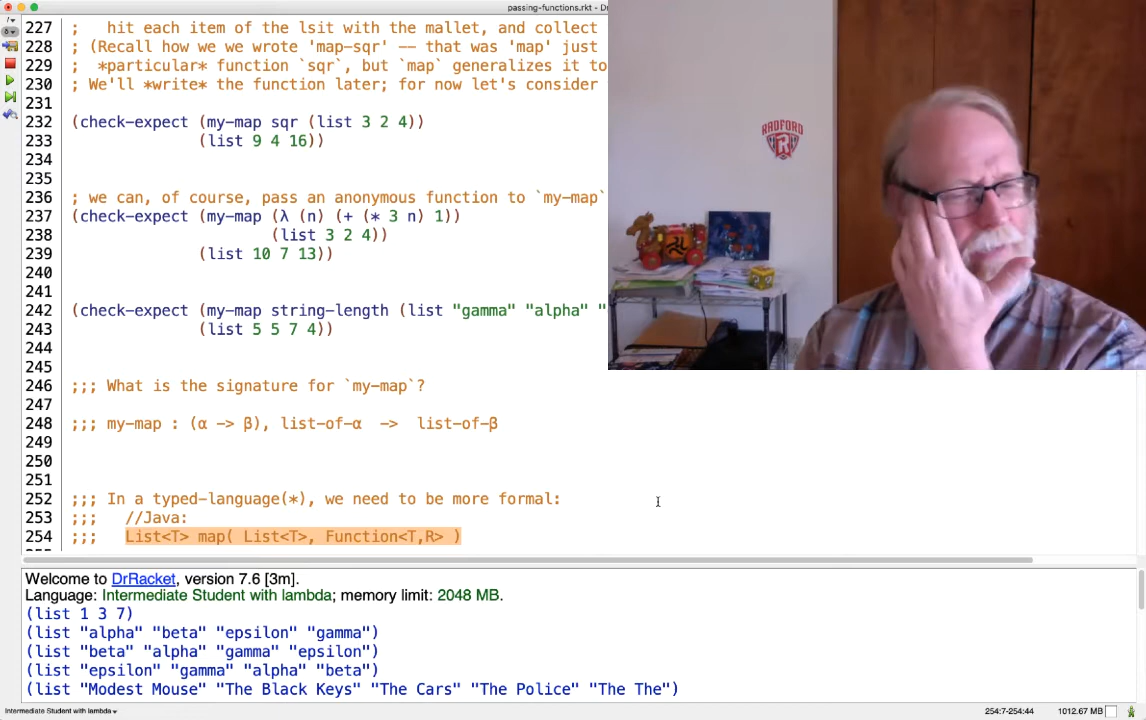 passing-functions.rkt - Dr
227 ;   hit each item of the lsit with the mallet, and collect
228 ; (Recall how we we wrote 'map-sqr' -- that was 'map' just
229 ;  *particular* function `sqr`, but `map` generalizes it to
230 ; We'll *write* the function later; for now let's consider
231
232 (check-expect (my-map sqr (list 3 2 4))
233               (list 9 4 16))
234
235
236 ; we can, of course, pass an anonymous function to `my-map`
237 (check-expect (my-map (λ (n) (+ (* 3 n) 1))
238                       (list 3 2 4))
239               (list 10 7 13))
240
241
242 (check-expect (my-map string-length (list "gamma" "alpha" "
243               (list 5 5 7 4))
244
245
246 ;;; What is the signature for `my-map`?
247
248 ;;; my-map : (α -> β), list-of-α  ->  list-of-β
249
250
251
252 ;;; In a typed-language(*), we need to be more formal:
253 ;;;   //Java:
254 ;;;   List<T> map( List<T>, Function<T,R> )
RADFORD
R
Welcome to DrRacket, version 7.6 [3m].
Language: Intermediate Student with lambda; memory limit: 2048 MB.
(list 1 3 7)
(list "alpha" "beta" "epsilon" "gamma")
(list "beta" "alpha" "gamma" "epsilon")
(list "epsilon" "gamma" "alpha" "beta")
(list "Modest Mouse" "The Black Keys" "The Cars" "The Police" "The The")
Intermediate Student with lambda 254:7-254:44 1012.67 MB